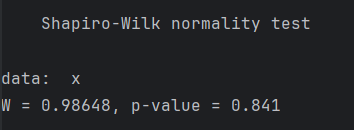 Shapiro-Wilk normality test
data:  x
W = 0.98648, p-value = 0.841